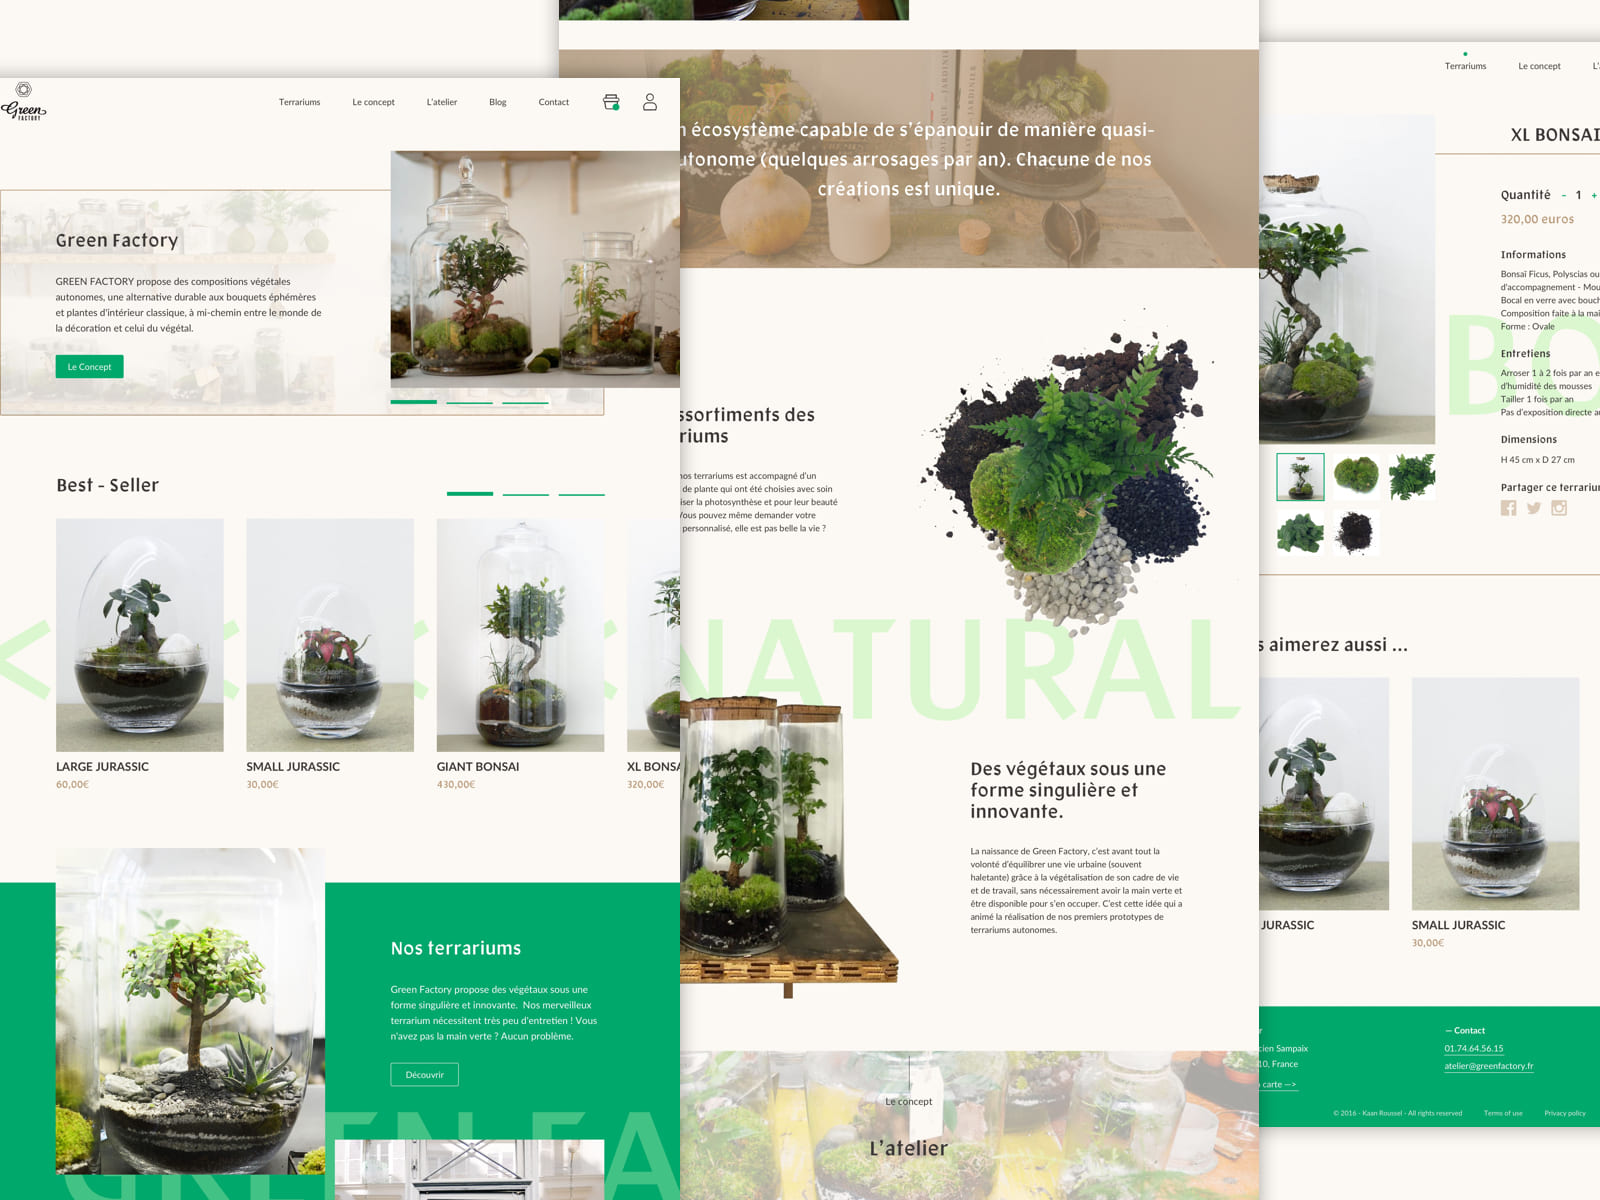 Green
FACTORY
Terrariums
Le concept
L'atelier
Blog
Contact
Green Factory
GREEN FACTORY propose des compositions végétales
autonomes, une alternative durable aux bouquets éphémères
et plantes d'intérieur classique, à mi-chemin entre le monde de
la décoration et celui du végétal.
Le Concept
Best - Seller
LARGE JURASSIC
60,00€
SMALL JURASSIC
30,00€
GIANT BONSAI
430,00€
XL BONSA
320,00€
Nos terrariums
Green Factory propose des végétaux sous une
forme singulière et innovante. Nos merveilleux
terrarium nécessitent très peu d'entretien ! Vous
n'avez pas la main verte ? Aucun problème.
Découvrir
GREEN FA
écosystème capable de s'épanouir de manière quasi-
utonome (quelques arrosages par an). Chacune de nos
créations est unique.
ssortiments des
riums
nos terrariums est accompagné d'un
de plante qui ont été choisies avec soin
iser la photosynthèse et pour leur beauté
Vous pouvez même demander votre
personnalisé, elle est pas belle la vie ?
NATURAL
Des végétaux sous une
forme singulière et
innovante.
La naissance de Green Factory, c'est avant tout la
volonté d'équilibrer une vie urbaine (souvent
haletante) grâce à la végétalisation de son cadre de vie
et de travail, sans nécessairement avoir la main verte et
être disponible pour s'en occuper. C'est cette idée qui a
animé la réalisation de nos premiers prototypes de
terrariums autonomes.
Le concept
L'atelier
Terrariums
Le concept
L'a
XL BONSAI
Quantité - 1 +
320,00 euros
Informations
Bonsaï Ficus, Polyscias ou
d'accompagnement - Mou
Bocal en verre avec bouch
Composition faite à la mai
Forme : Ovale
BO
Entretiens
Arroser 1 à 2 fois par an e
d'humidité des mousses
Tailler 1 fois par an
Pas d'exposition directe au
Dimensions
H 45 cm x D 27 cm
Partager ce terrariur
s aimerez aussi ...
JURASSIC
SMALL JURASSIC
30,00€
r
cien Sampaix
10, France
carte —>
— Contact
01.74.64.56.15
atelier@greenfactory.fr
© 2016 - Kaan Roussel - All rights reserved
Terms of use
Privacy policy